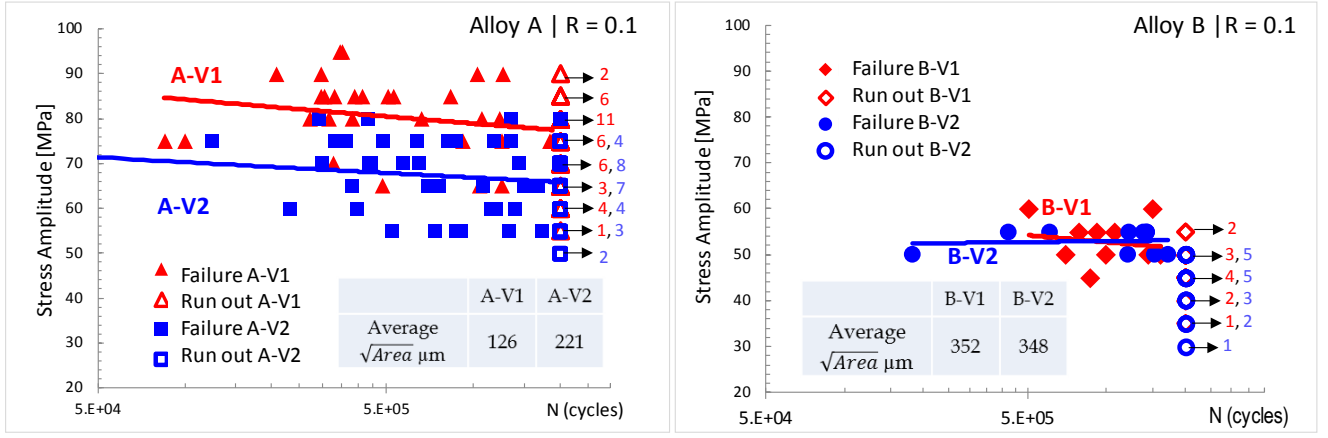 Alloy A | R = 0.1
Stress Amplitude [MPa]
100
90
80
70
60
50
40
30
20
A-V1
A-V2
2
6
11
6, 4
6, 8
3, 7
4, 4
1, 3
2
Failure A-V1
Run out A-V1
Failure A-V2
Run out A-V2
A-V1 A-V2
Average √Area µm 126 221
5.E+04 5.E+05 N (cycles)
Alloy B | R = 0.1
Stress Amplitude [MPa]
100
90
80
70
60
50
40
30
20
Failure B-V1
Run out B-V1
Failure B-V2
Run out B-V2
B-V1
B-V2
2
3, 5
4, 5
2, 3
1, 2
1
B-V1 B-V2
Average √Area µm 352 348
5.E+04 5.E+05 N (cycles)